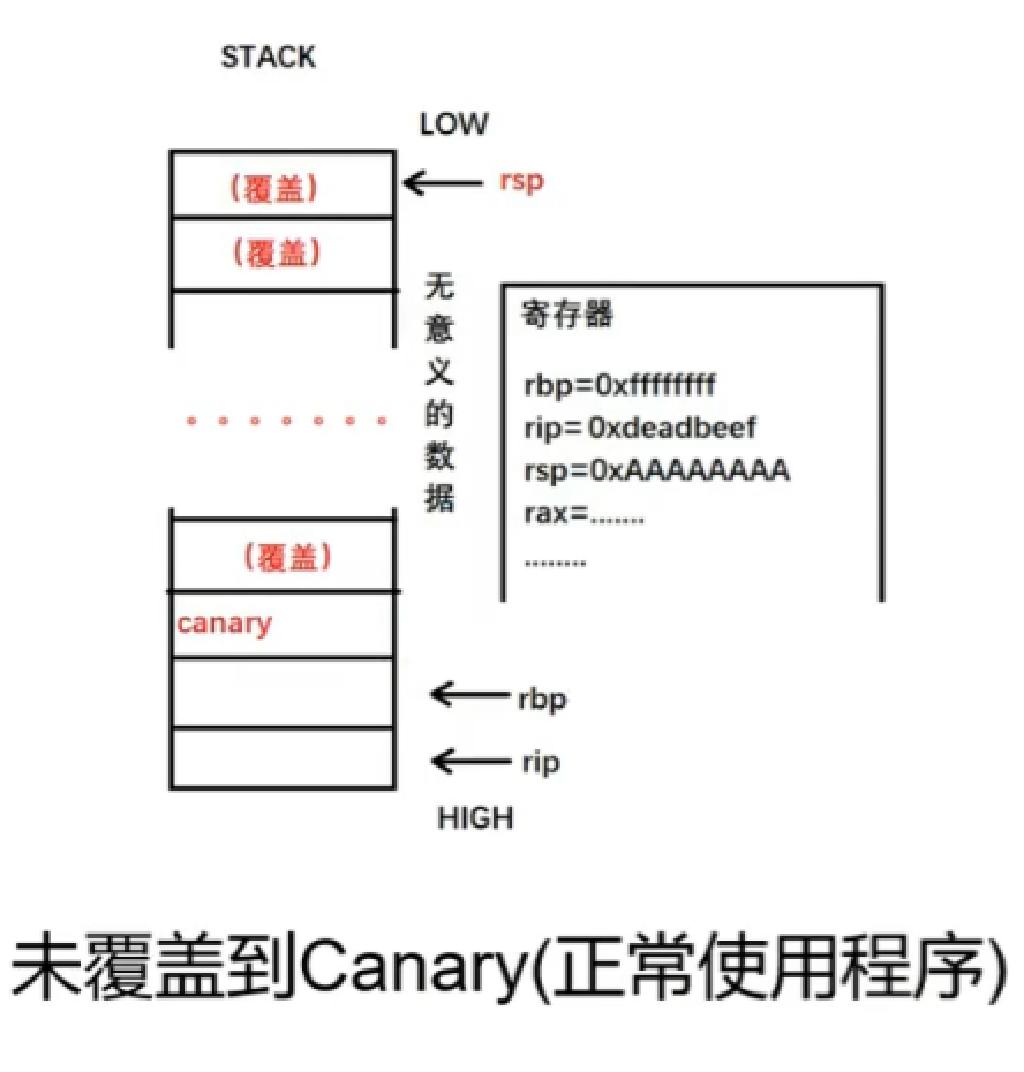 STACK
LOW
(覆盖)
rsp
(覆盖)
无意义的数据
寄存器
rbp=0xffffffff
rip= 0xdeadbeef
rsp=0xAAAAAAAA
rax=.......
........
.......
(覆盖)
canary
rbp
rip
HIGH
未覆盖到Canary(正常使用程序)